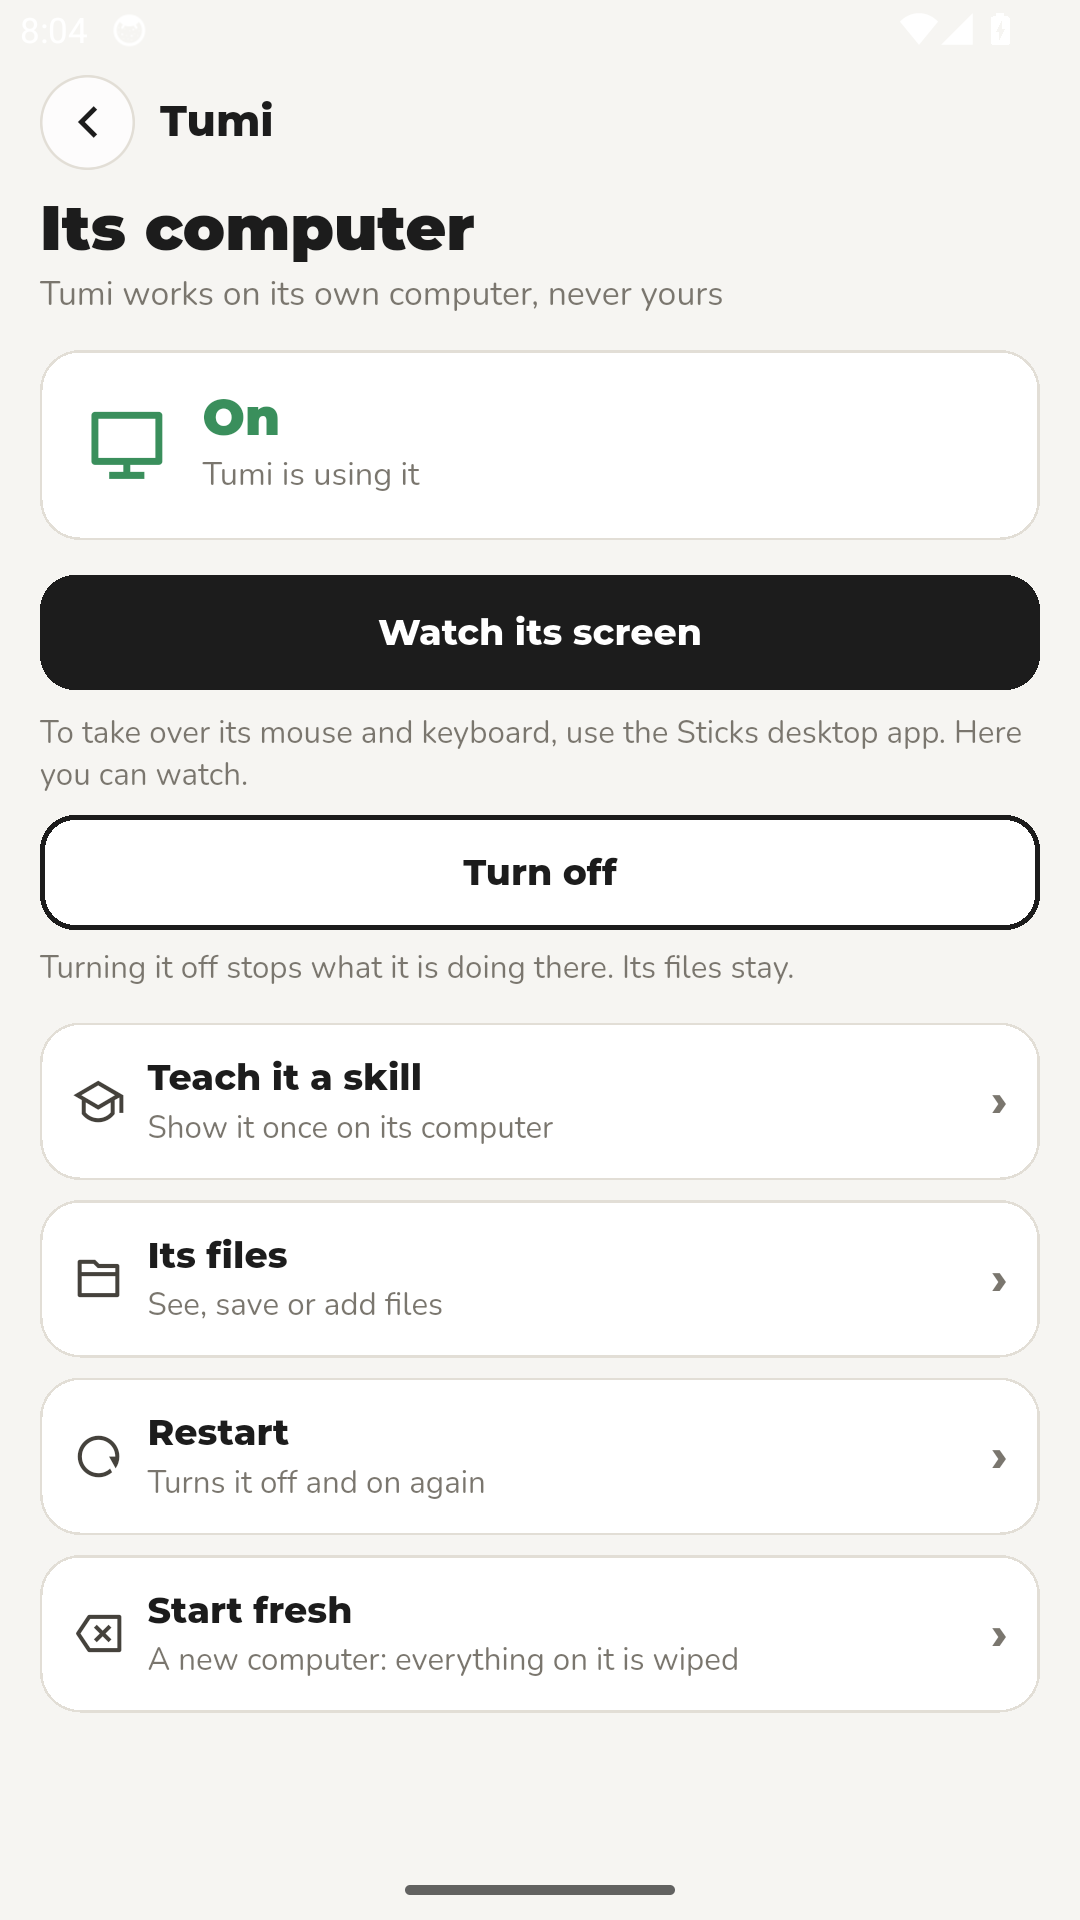 8:04
Tumi
Its computer
Tumi works on its own computer, never yours
On
Tumi is using it
Watch its screen
To take over its mouse and keyboard, use the Sticks desktop app. Here
you can watch.
Turn off
Turning it off stops what it is doing there. Its files stay.
Teach it a skill
Show it once on its computer
Its files
See, save or add files
Restart
Turns it off and on again
Start fresh
A new computer: everything on it is wiped